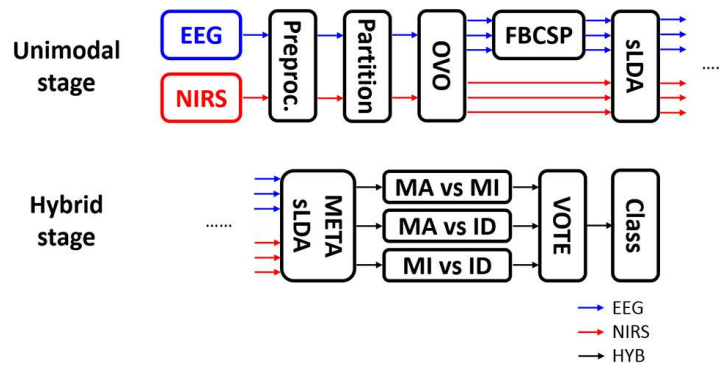 Unimodal
stage
EEG
NIRS
Preproc.
Partition
OVO
FBCSP
sLDA
....
Hybrid
stage
......
META
sLDA
MA vs MI
MA vs ID
MI vs ID
VOTE
Class
EEG
NIRS
HYB